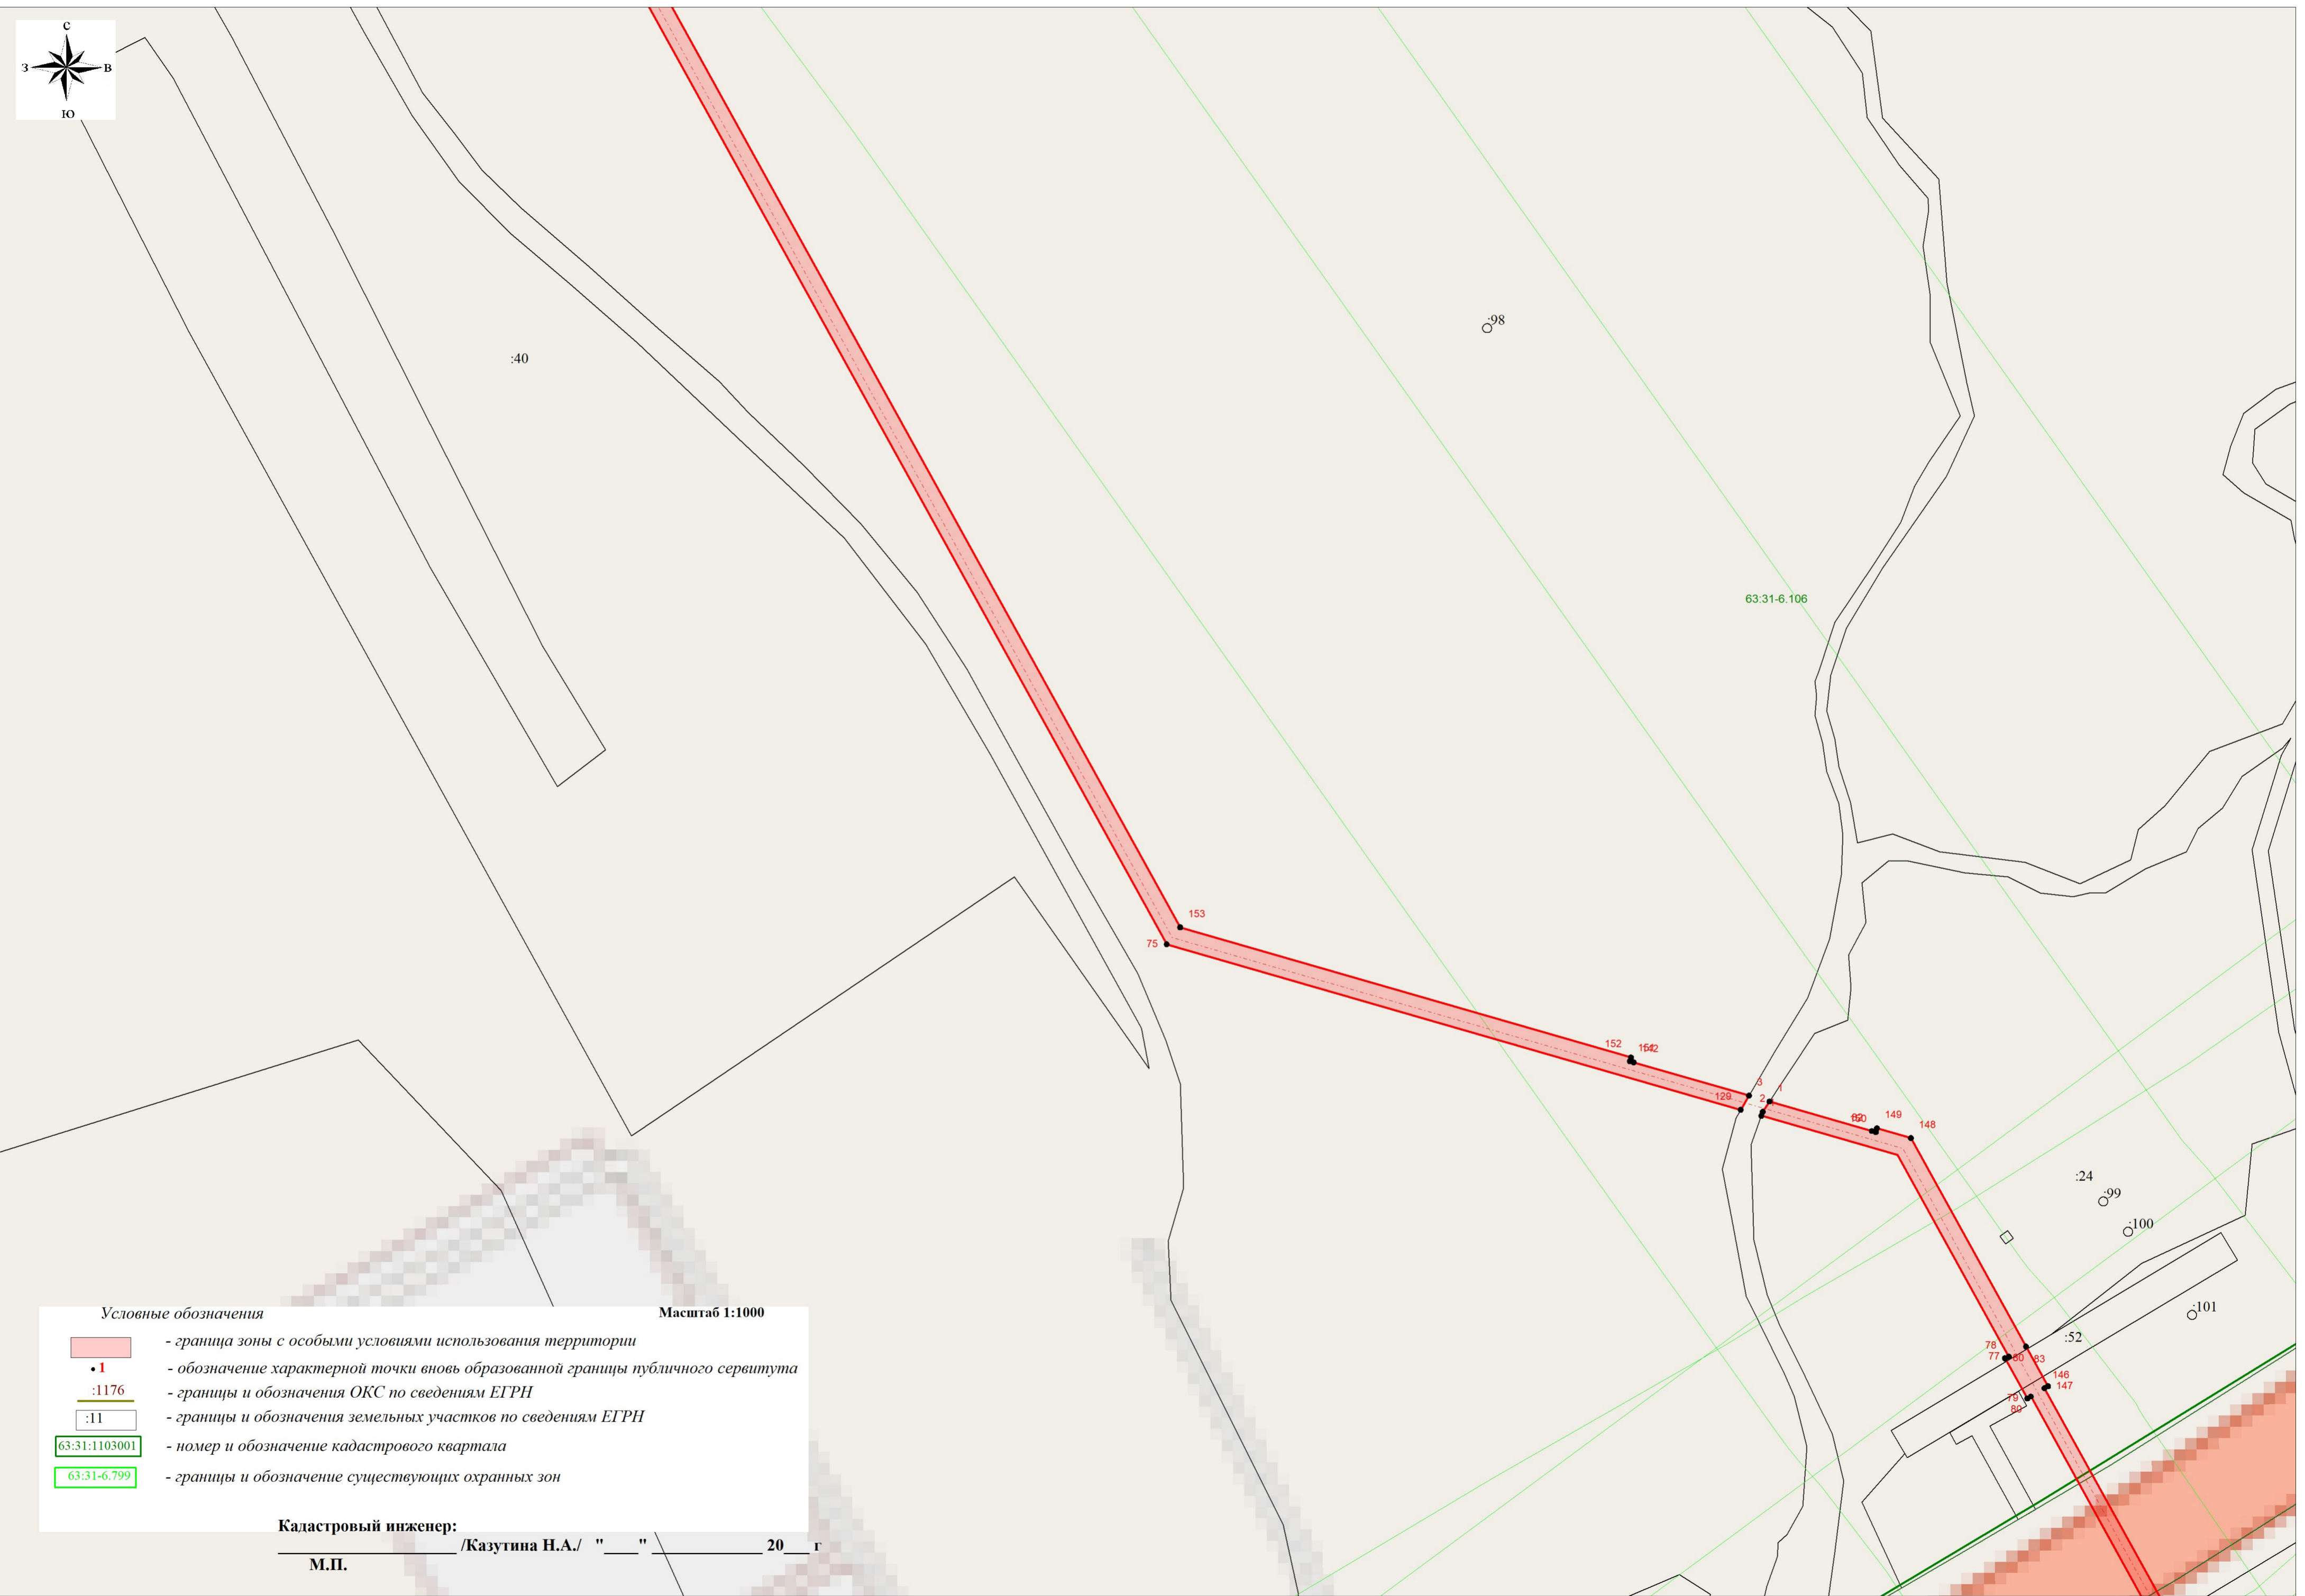 С
З
В
Ю
:98
:40
63:31-6.106
153
75
152
3
1
129
2
149
148
:24
:99
:100
:101
:52
78
77
80
83
146
147
79
80
Условные обозначения
Масштаб 1:1000
- граница зоны с особыми условиями использования территории
1
- обозначение характерной точки вновь образованной границы публичного сервитута
:1176
- границы и обозначения ОКС по сведениям ЕГРН
:11
- границы и обозначения земельных участков по сведениям ЕГРН
63:31:1103001
- номер и обозначение кадастрового квартала
63:31-6.799
- границы и обозначение существующих охранных зон
Кадастровый инженер:
/Казутина Н.А./ "____" ______________ 20___ г
М.П.